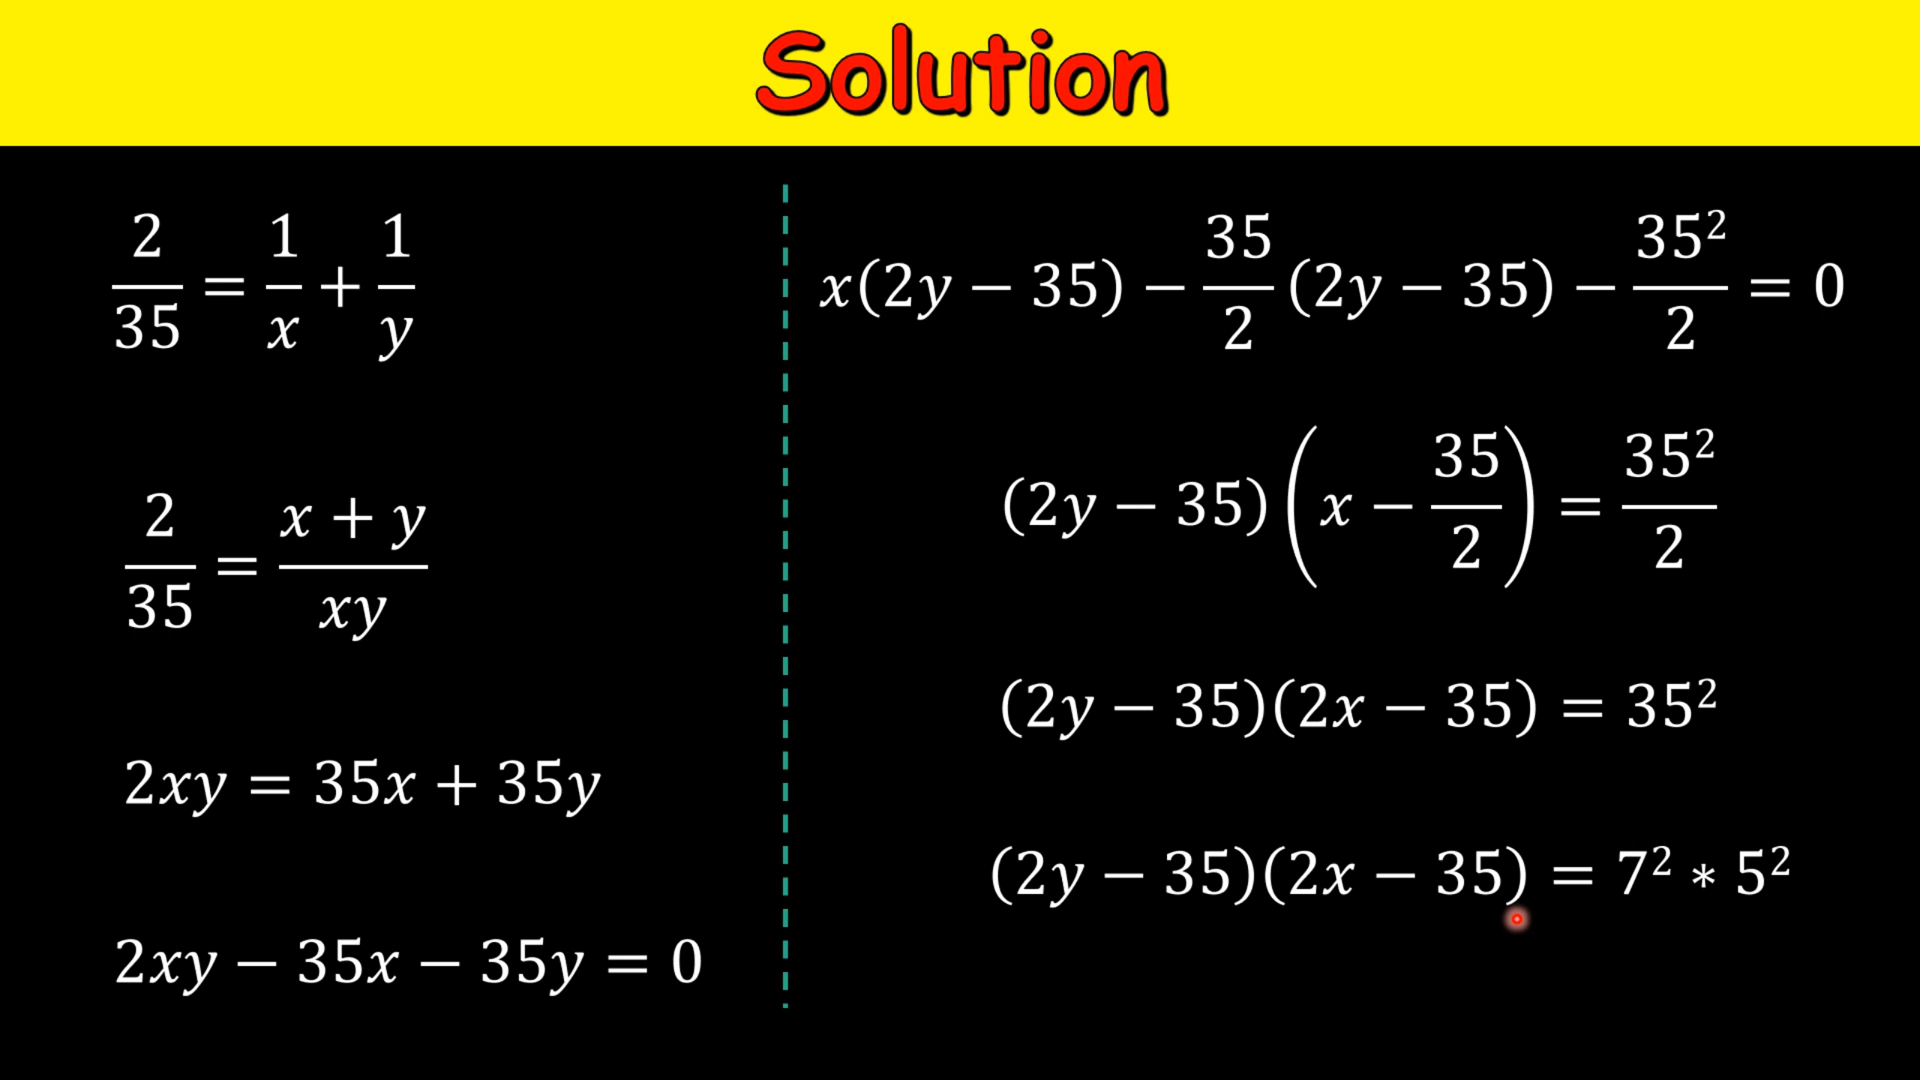 Solution
2/35 = 1/x + 1/y
2/35 = (x + y)/(xy)
2xy = 35x + 35y
2xy − 35x − 35y = 0
x(2y − 35) − 35/2 (2y − 35) − 35²/2 = 0
(2y − 35)(x − 35/2) = 35²/2
(2y − 35)(2x − 35) = 35²
(2y − 35)(2x − 35) = 7² * 5²